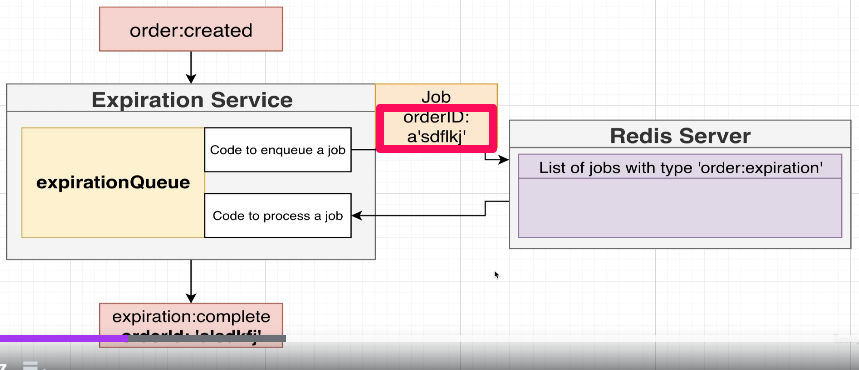 order:created
Expiration Service
Job
orderID:
a'sdflkj'
Code to enqueue a job
expirationQueue
Code to process a job
Redis Server
List of jobs with type 'order:expiration'
expiration:complete